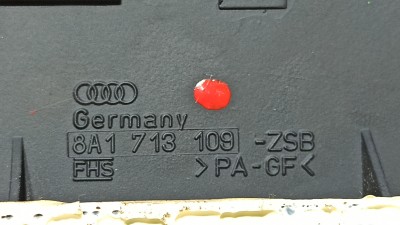 Germany
8A1 713 109 -ZSB
FHS >PA-GF<